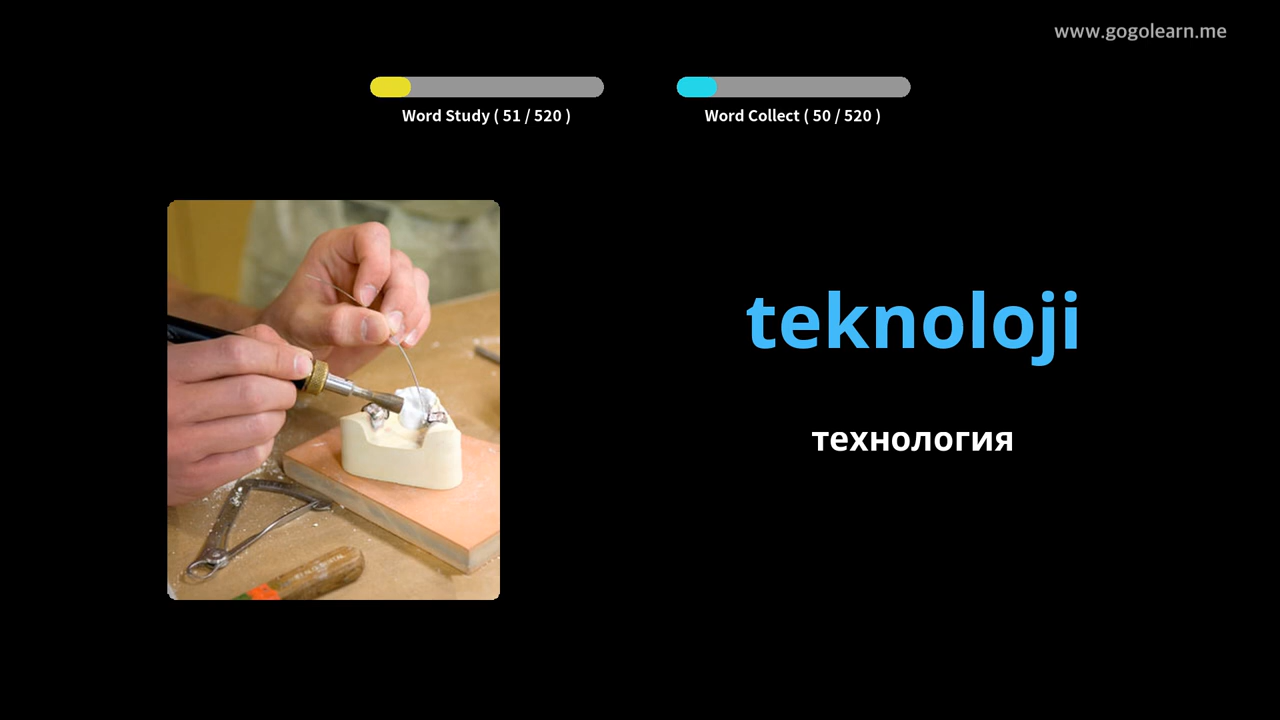 www.gogolearn.me
Word Study ( 51 / 520 )
Word Collect ( 50 / 520 )
teknoloji
технология